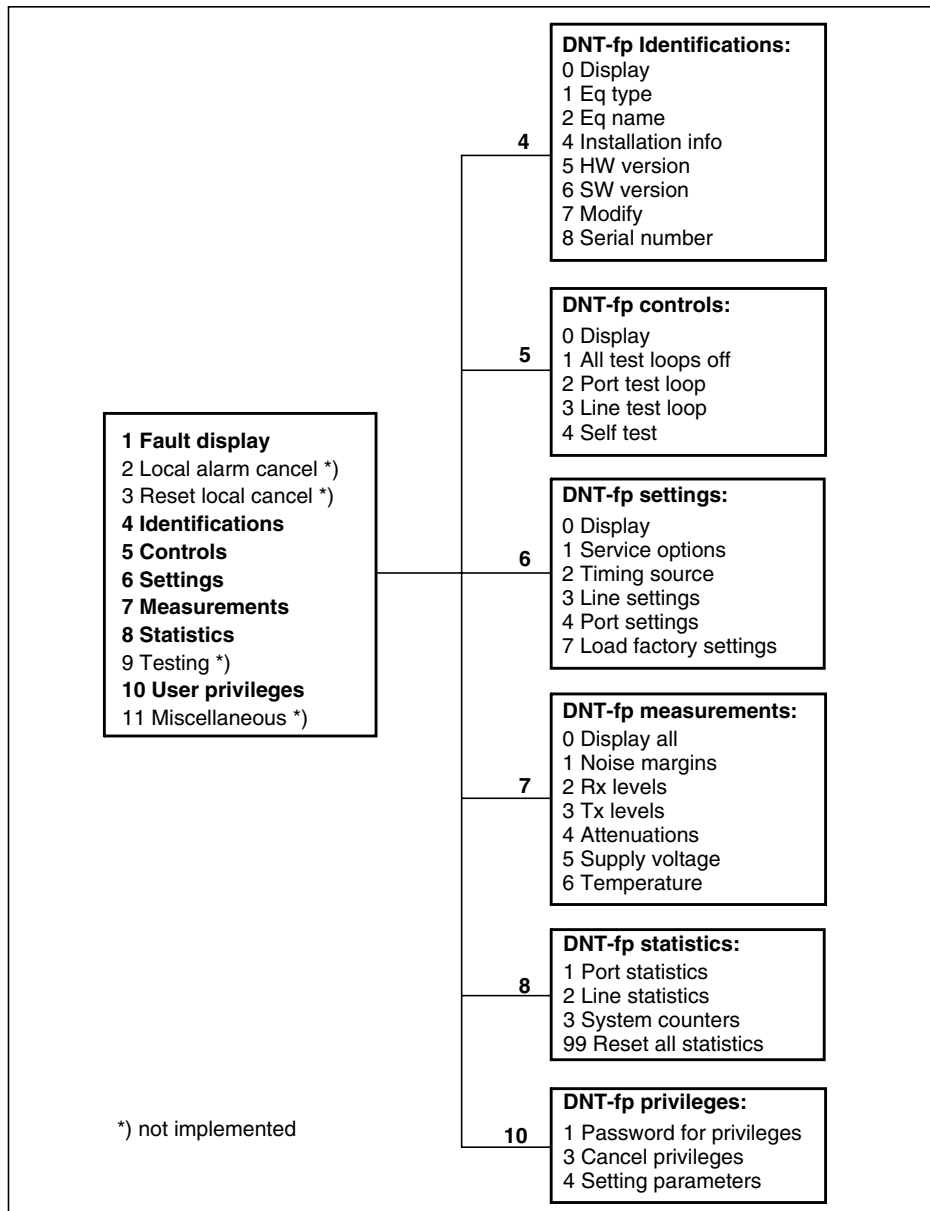 1 Fault display
2 Local alarm cancel *)
3 Reset local cancel *)
4 Identifications
5 Controls
6 Settings
7 Measurements
8 Statistics
9 Testing *)
10 User privileges
11 Miscellaneous *)
4
DNT-fp Identifications:
0 Display
1 Eq type
2 Eq name
4 Installation info
5 HW version
6 SW version
7 Modify
8 Serial number
5
DNT-fp controls:
0 Display
1 All test loops off
2 Port test loop
3 Line test loop
4 Self test
6
DNT-fp settings:
0 Display
1 Service options
2 Timing source
3 Line settings
4 Port settings
7 Load factory settings
7
DNT-fp measurements:
0 Display all
1 Noise margins
2 Rx levels
3 Tx levels
4 Attenuations
5 Supply voltage
6 Temperature
8
DNT-fp statistics:
1 Port statistics
2 Line statistics
3 System counters
99 Reset all statistics
10
DNT-fp privileges:
1 Password for privileges
3 Cancel privileges
4 Setting parameters
*) not implemented